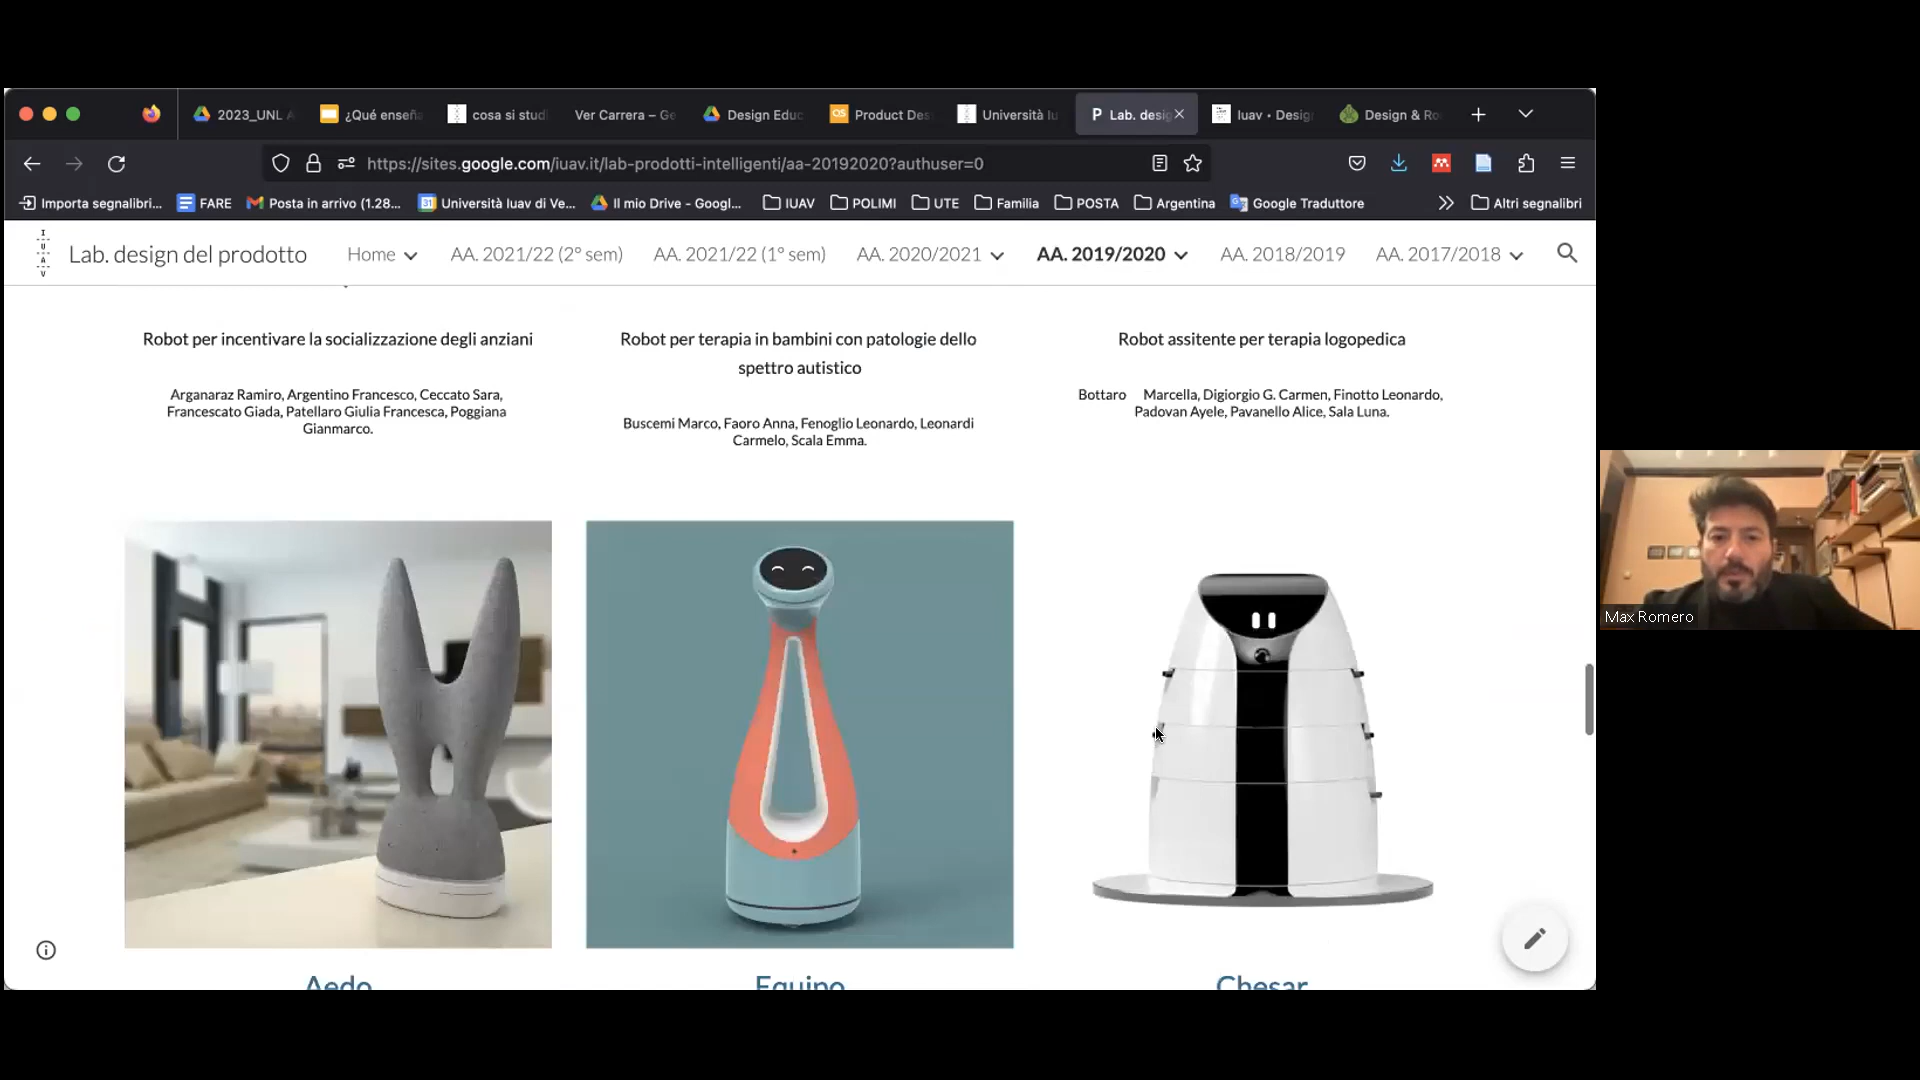 2023_UNL A
¿Qué enseña
cosa si studi
Ver Carrera – Ge
Design Educ
QS
Product Des
Università Iu
P Lab. desig
Iuav • Desig
Design & Ro
https://sites.google.com/iuav.it/lab-prodotti-intelligenti/aa-20192020?authuser=0
Importa segnalibri...
FARE
Posta in arrivo (1.28...
31
Università Iuav di Ve...
Il mio Drive - Googl...
IUAV
POLIMI
UTE
Familia
POSTA
Argentina
Google Traduttore
Altri segnalibri
I
U
A
V
Lab. design del prodotto
Home
AA. 2021/22 (2° sem)
AA. 2021/22 (1° sem)
AA. 2020/2021
AA. 2019/2020
AA. 2018/2019
AA. 2017/2018
Robot per incentivare la socializzazione degli anziani
Arganaraz Ramiro, Argentino Francesco, Ceccato Sara,
Francescato Giada, Patellaro Giulia Francesca, Poggiana
Gianmarco.
Robot per terapia in bambini con patologie dello
spettro autistico
Buscemi Marco, Faoro Anna, Fenoglio Leonardo, Leonardi
Carmelo, Scala Emma.
Robot assitente per terapia logopedica
Bottaro Marcella, Digiorgio G. Carmen, Finotto Leonardo,
Padovan Ayele, Pavanello Alice, Sala Luna.
Aedo
Equipo
Chesar
Max Romero